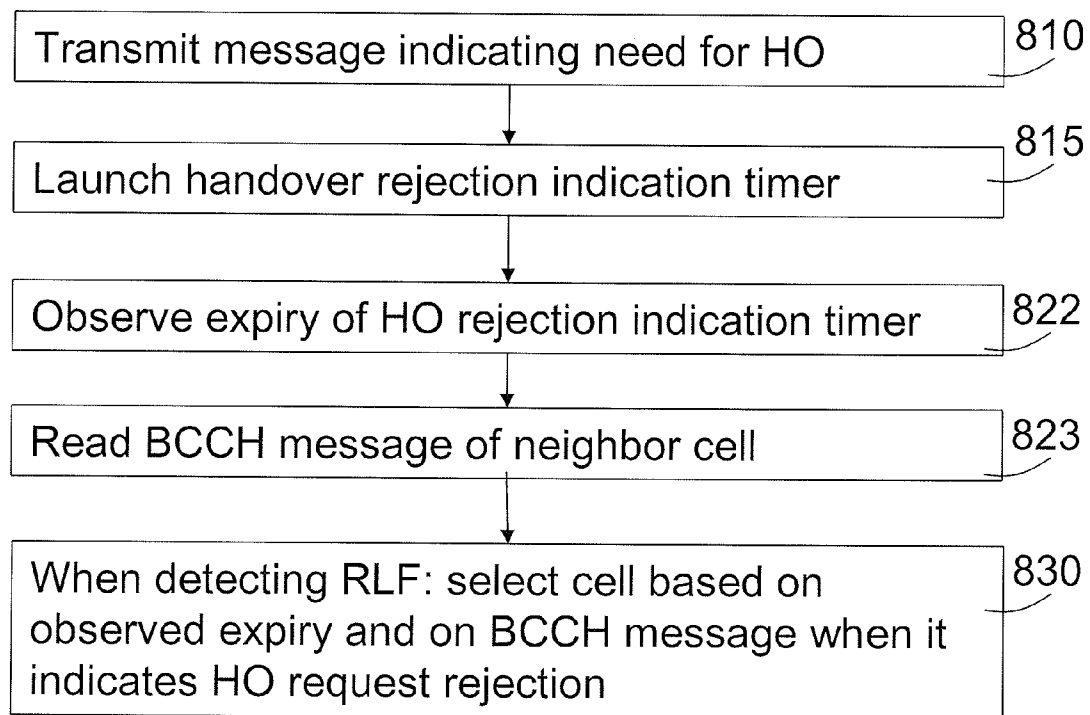 Transmit message indicating need for HO
810
Launch handover rejection indication timer
815
Observe expiry of HO rejection indication timer
822
Read BCCH message of neighbor cell
823
When detecting RLF: select cell based on
observed expiry and on BCCH message when it
indicates HO request rejection
830